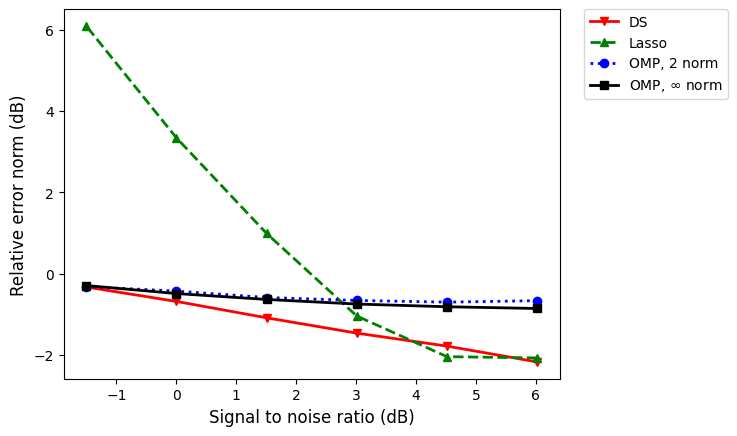 DS
Lasso
OMP, 2 norm
OMP, ∞ norm
6
4
2
0
−2
Relative error norm (dB)
−1
0
1
2
3
4
5
6
Signal to noise ratio (dB)